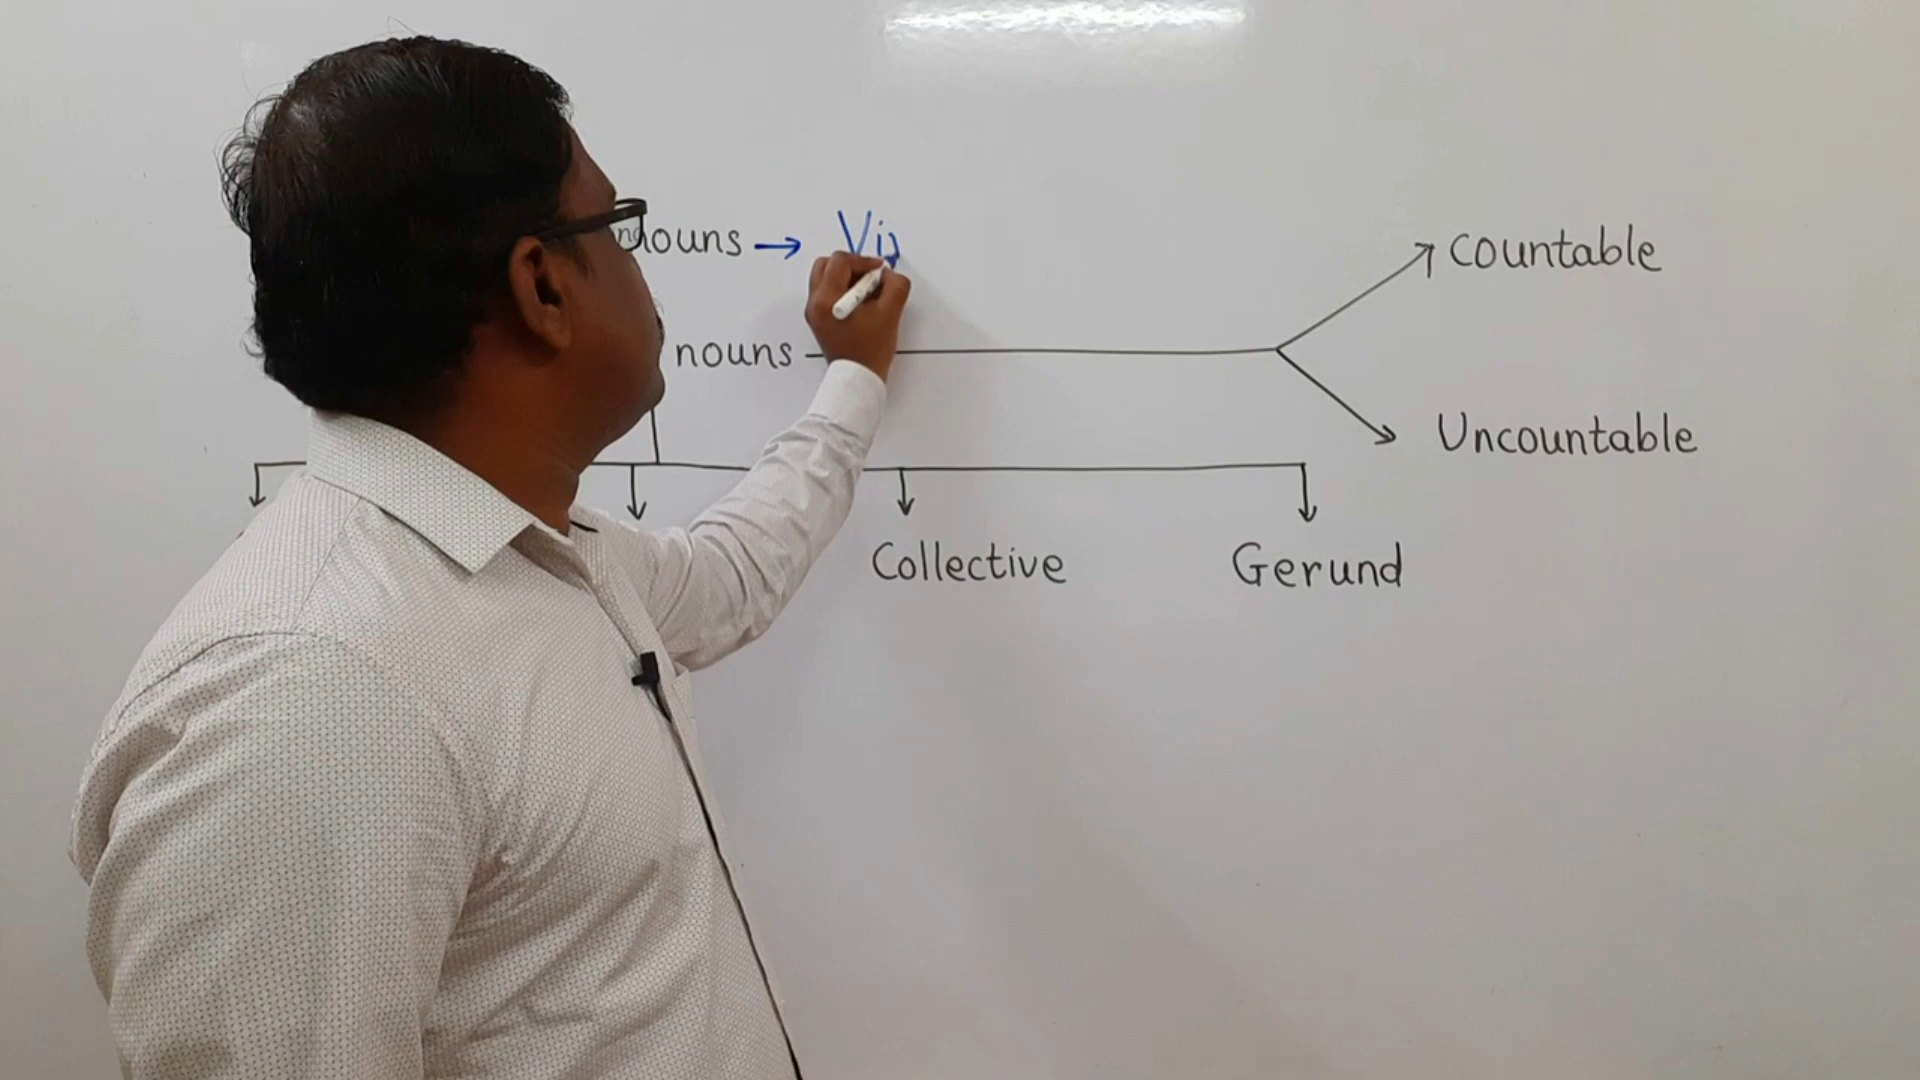 nouns → Vi
Countable
nouns
Uncountable
Collective Gerund